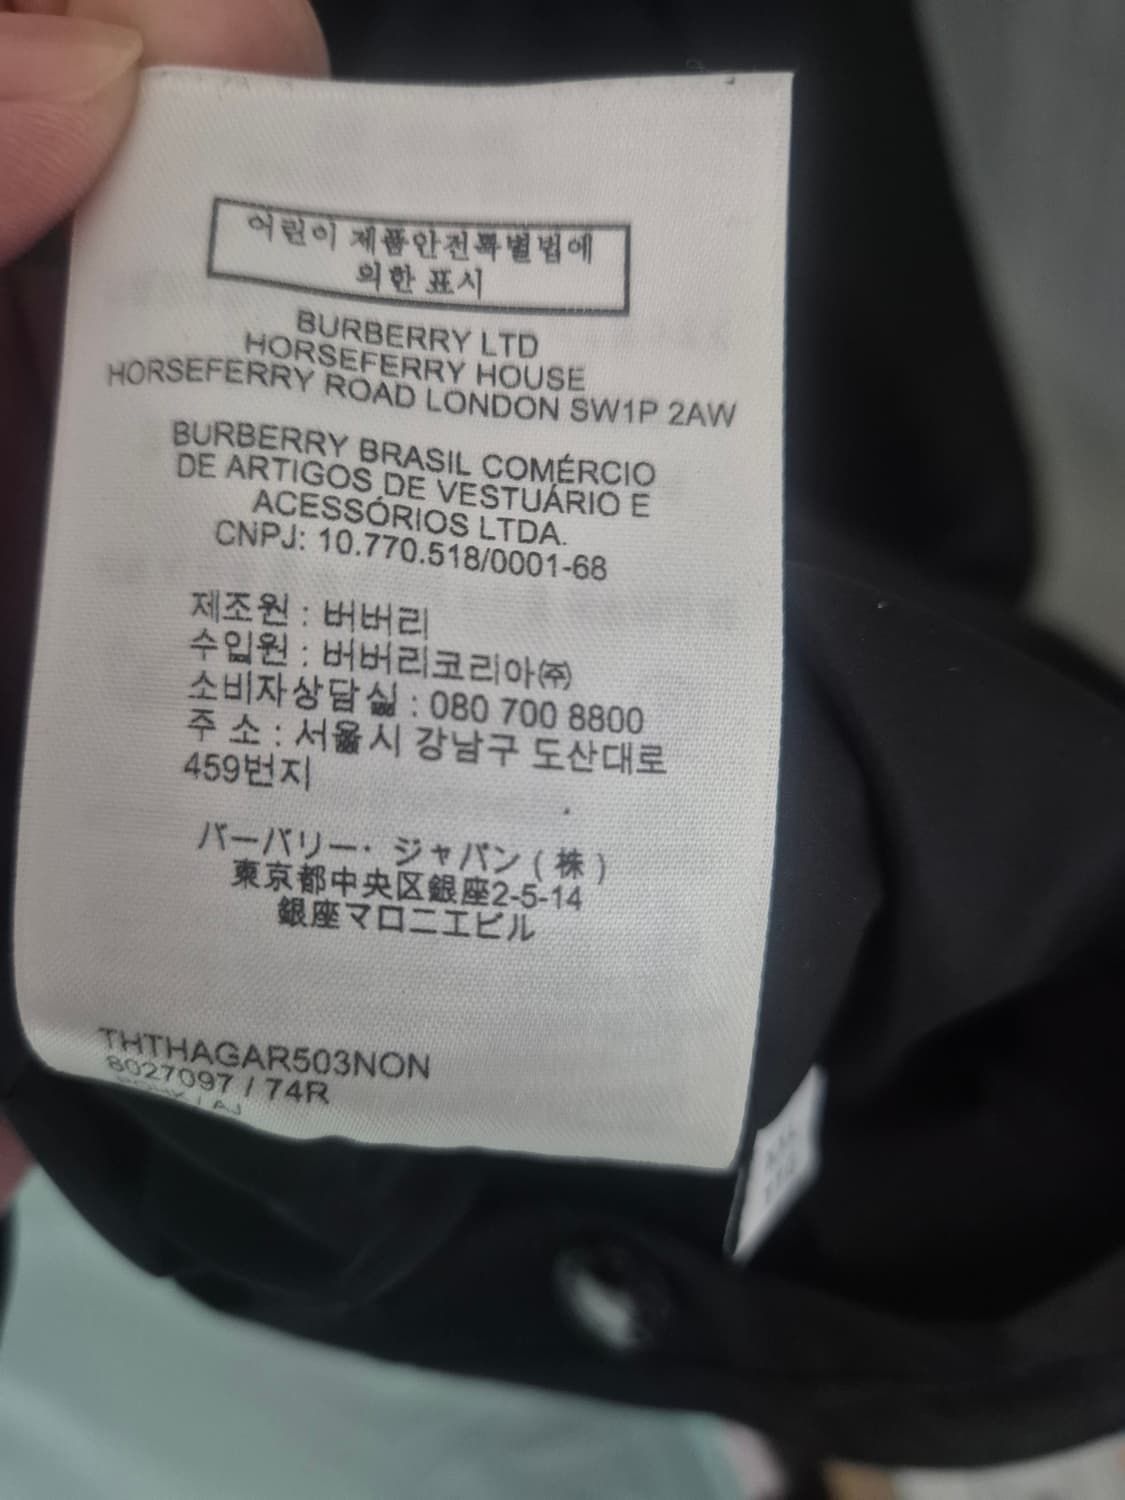 어린이 제품안전특별법에
의한 표시
BURBERRY LTD
HORSEFERRY HOUSE
HORSEFERRY ROAD LONDON SW1P 2AW
BURBERRY BRASIL COMÉRCIO
DE ARTIGOS DE VESTUÁRIO E
ACESSÓRIOS LTDA.
CNPJ: 10.770.518/0001-68
제조원 : 버버리
수입원 : 버버리코리아㈜
소비자상담실 : 080 700 8800
주 소 : 서울시 강남구 도산대로
459번지
バーバリー・ジャパン(株)
東京都中央区銀座2-5-14
銀座マロニエビル
THTHAGAR503NON
8027097 / 74R